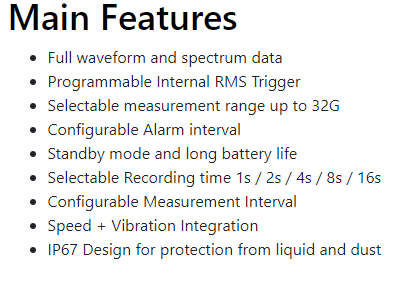 Main Features
• Full waveform and spectrum data
• Programmable Internal RMS Trigger
• Selectable measurement range up to 32G
• Configurable Alarm interval
• Standby mode and long battery life
• Selectable Recording time 1s / 2s / 4s / 8s / 16s
• Configurable Measurement Interval
• Speed + Vibration Integration
• IP67 Design for protection from liquid and dust